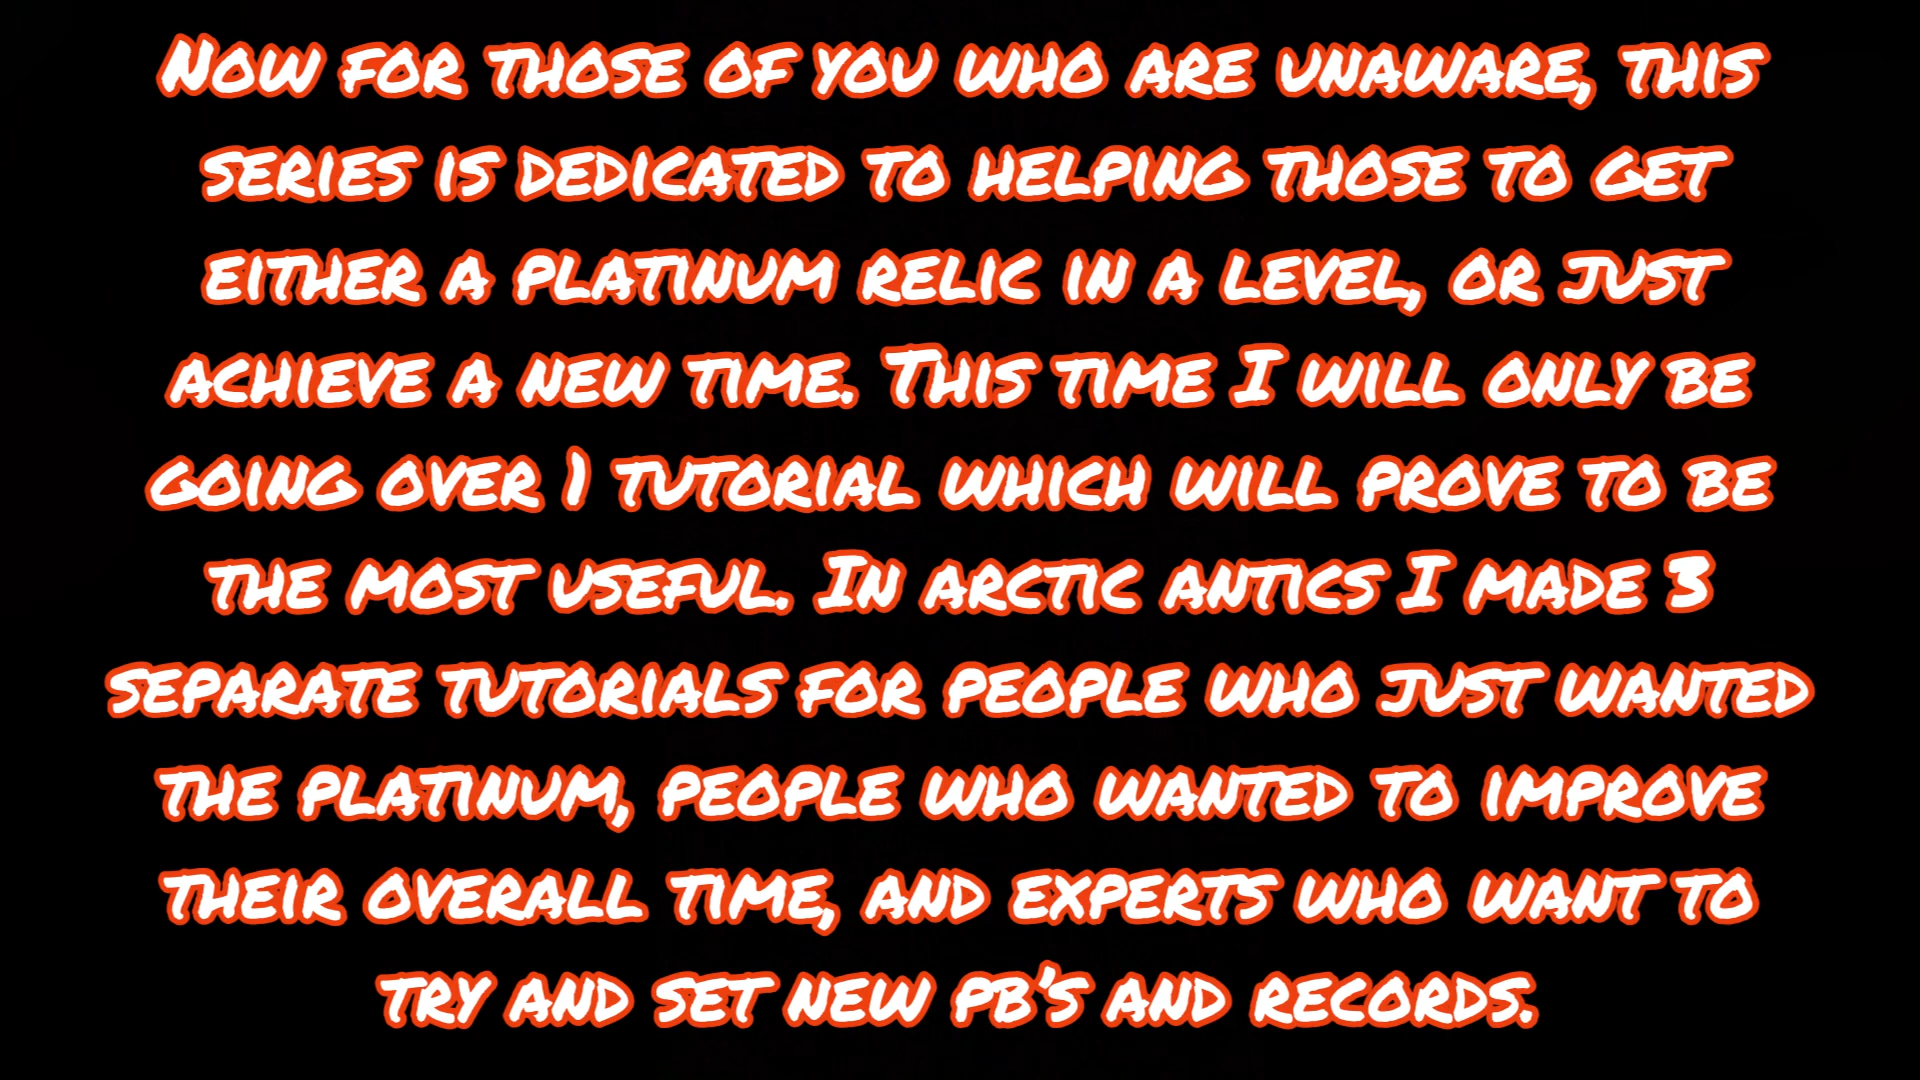 Now for those of you who are unaware, this
series is dedicated to helping those to get
either a platinum relic in a level, or just
achieve a new time. This time I will only be
going over 1 tutorial which will prove to be
the most useful. In arctic antics I made 3
separate tutorials for people who just wanted
the platinum, people who wanted to improve
their overall time, and experts who want to
try and set new pb's and records.